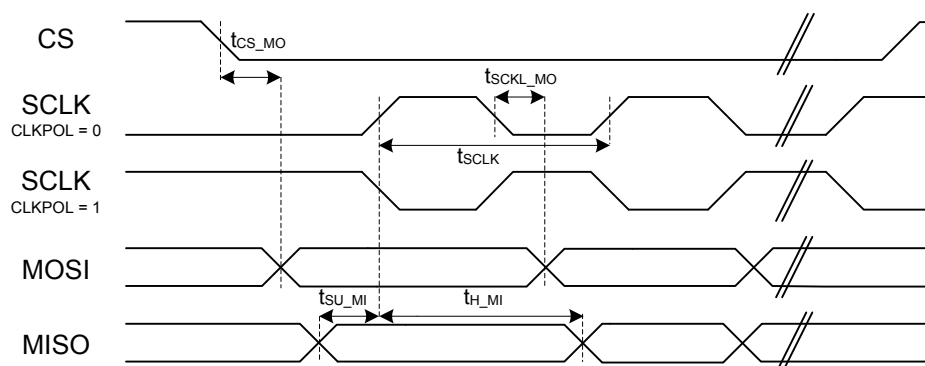 CS
tCS_MO
tSCKL_MO
SCLK
CLKPOL = 0
tSCLK
SCLK
CLKPOL = 1
MOSI
tSU_MI
tH_MI
MISO